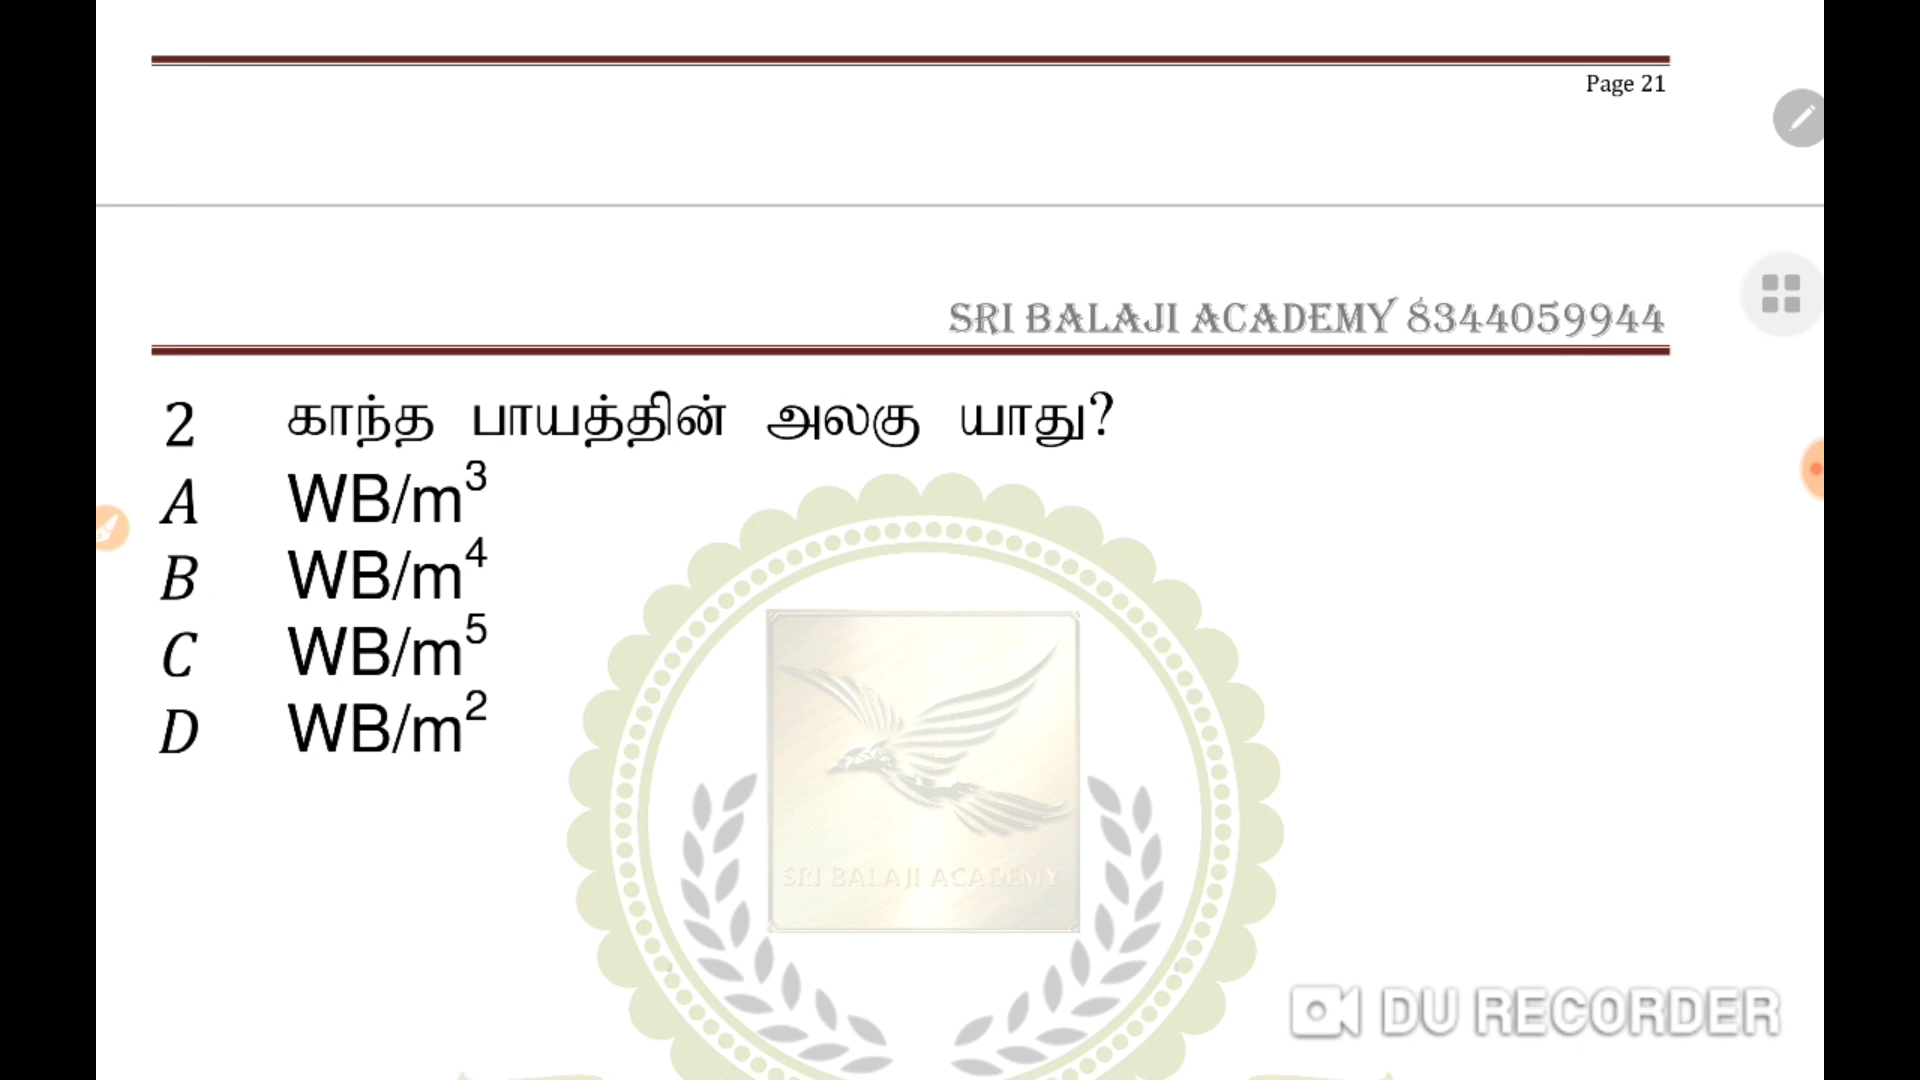 Page 21
SRI BALAJI ACADEMY 8344059944
2 காந்த பாயத்தின் அலகு யாது?
A WB/m³
B WB/m⁴
C WB/m⁵
D WB/m²
SRI BALAJI ACADEMY
DU RECORDER